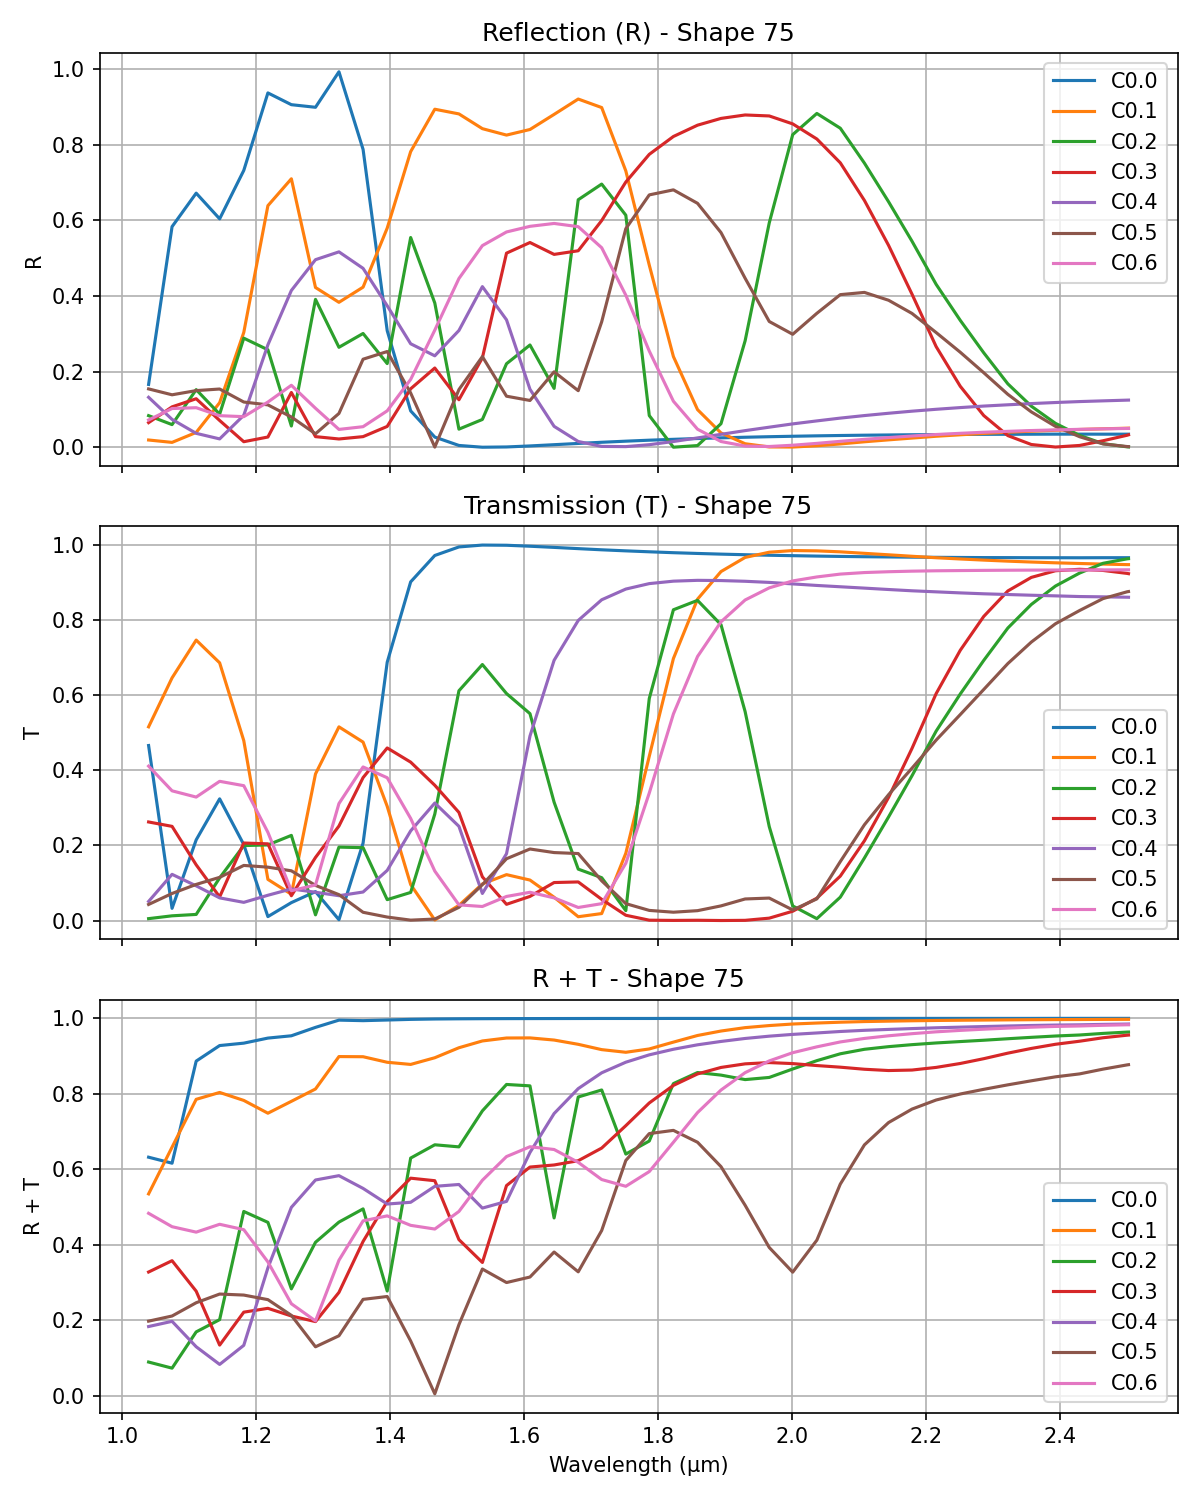 Reflection (R) - Shape 75
1.0
0.8
0.6
0.4
0.2
0.0
R
C0.0
C0.1
C0.2
C0.3
C0.4
C0.5
C0.6
Transmission (T) - Shape 75
1.0
0.8
0.6
0.4
0.2
0.0
T
C0.0
C0.1
C0.2
C0.3
C0.4
C0.5
C0.6
R + T - Shape 75
1.0
0.8
0.6
0.4
0.2
0.0
R + T
C0.0
C0.1
C0.2
C0.3
C0.4
C0.5
C0.6
1.0 1.2 1.4 1.6 1.8 2.0 2.2 2.4
Wavelength (μm)